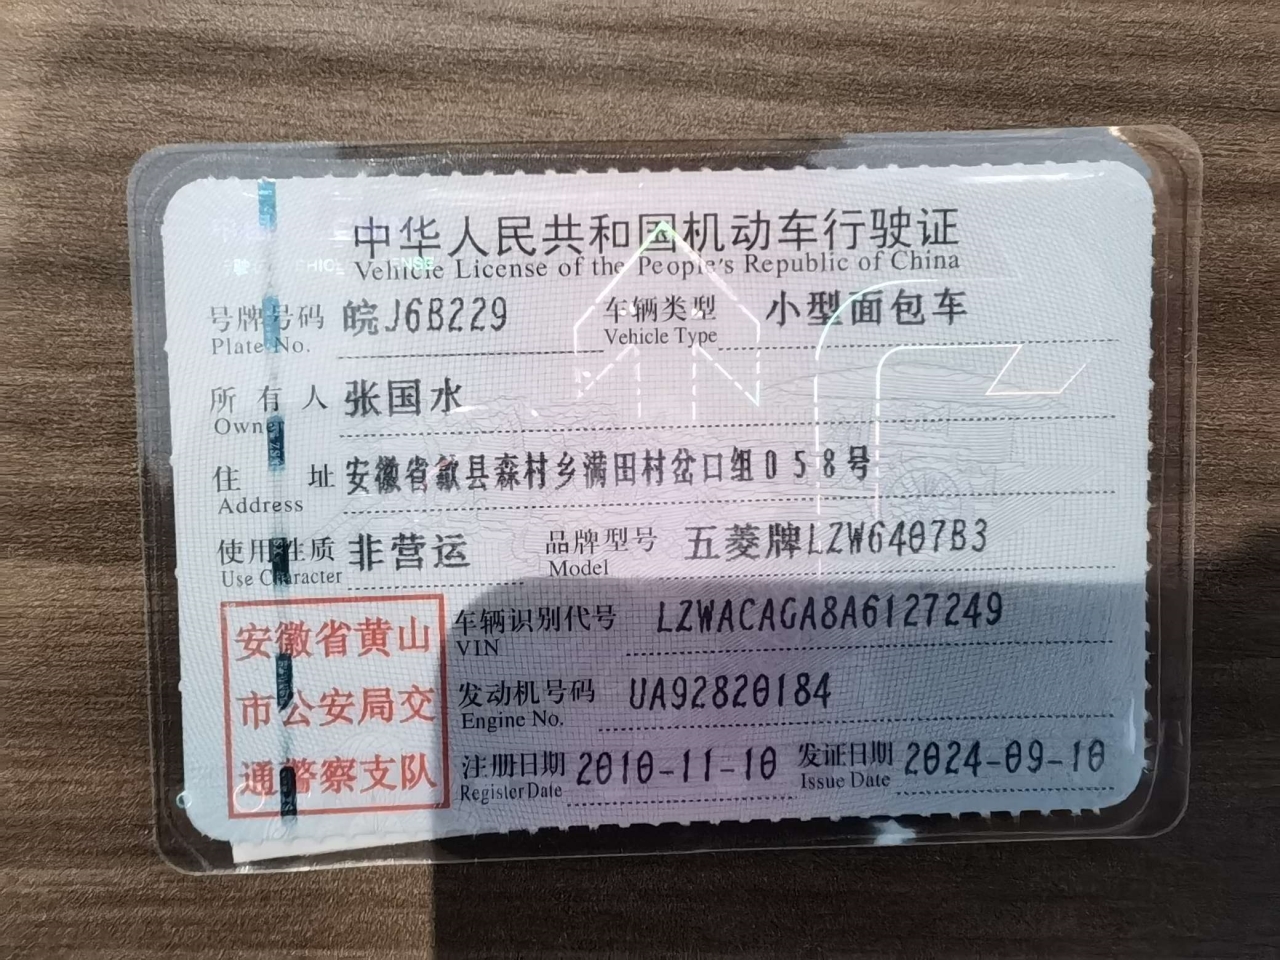 中华人民共和国机动车行驶证
Vehicle License of the People's Republic of China
号牌号码 皖J6B229 车辆类型 小型面包车
Plate No. Vehicle Type
所有人 张国水
Owner
住址 安徽省歙县森村乡满田村岔口组058号
Address
使用性质 非营运 品牌型号 五菱牌LZW6407B3
Use Character Model
安徽省黄山
市公安局交
通警察支队
车辆识别代号 LZWACAGA8A6127249
VIN
发动机号码 UA92820184
Engine No.
注册日期 2010-11-10 发证日期 2024-09-10
Register Date Issue Date